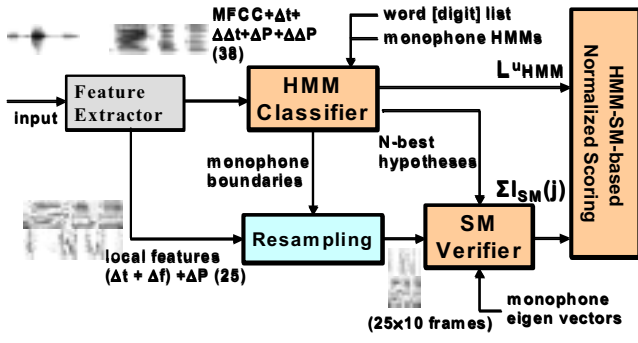 MFCC+Δt+
ΔΔt+ΔP+ΔΔP
(38)
word [digit] list
monophone HMMs
Feature
Extractor
HMM
Classifier
LᵘHMM
input
N-best
hypotheses
monophone
boundaries
HMM-SM-based
Normalized Scoring
ΣlSM(j)
Resampling
SM
Verifier
local features
(Δt + Δf) +ΔP (25)
(25x10 frames)
monophone
eigen vectors